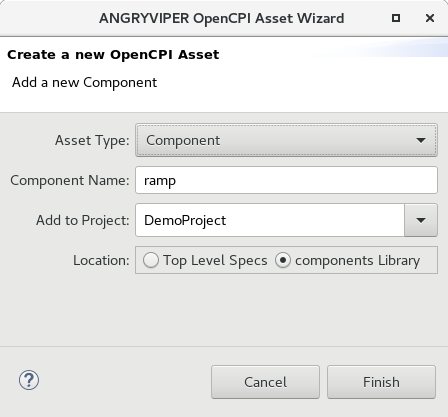 ANGRYVIPER OpenCPI Asset Wizard
Create a new OpenCPI Asset
Add a new Component
Asset Type: Component
Component Name: ramp
Add to Project: DemoProject
Location: Top Level Specs components Library
? Cancel Finish